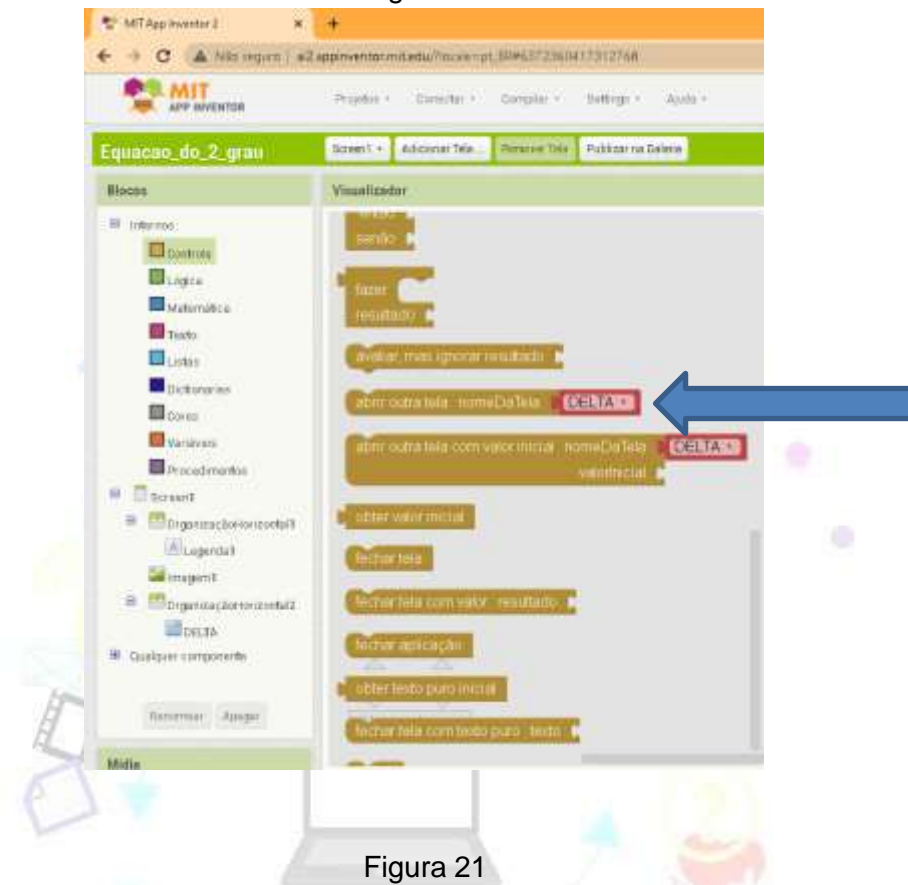 MIT App Inventor 2
Não seguro
MIT
APP INVENTOR
Projetos
Conectar
Compilar
Settings
Ajuda
Equacao_do_2_grau
Screen1
Adicionar Tela ...
Remover Tela
Publicar na Galeria
Blocos
Visualizador
Internos
Controle
Lógica
Matemática
Texto
Listas
Dictionaries
Cores
Variáveis
Procedimentos
Screen1
OrganizaçãoHorizontal1
Legenda1
Imagem1
OrganizaçãoHorizontal2
DELTA
Qualquer componente
Renomear Apagar
Mídia
senão
fazer
resultado
avaliar, mas ignorar resultado
abrir outra tela nomeDaTela DELTA
abrir outra tela com valor inicial nomeDaTela DELTA
valorInicial
obter valor inicial
fechar tela
fechar tela com valor resultado
fechar aplicação
obter texto puro inicial
fechar tela com texto puro texto
Figura 21